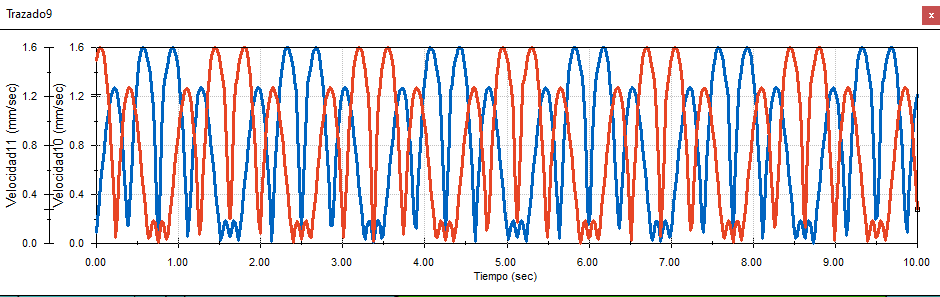 Trazado9
x
Velocidad11 (mm/sec)
1.6
1.2
0.8
0.4
0.0
Velocidad10 (mm/sec)
1.6
1.2
0.8
0.4
0.0
0.00 1.00 2.00 3.00 4.00 5.00 6.00 7.00 8.00 9.00 10.00
Tiempo (sec)